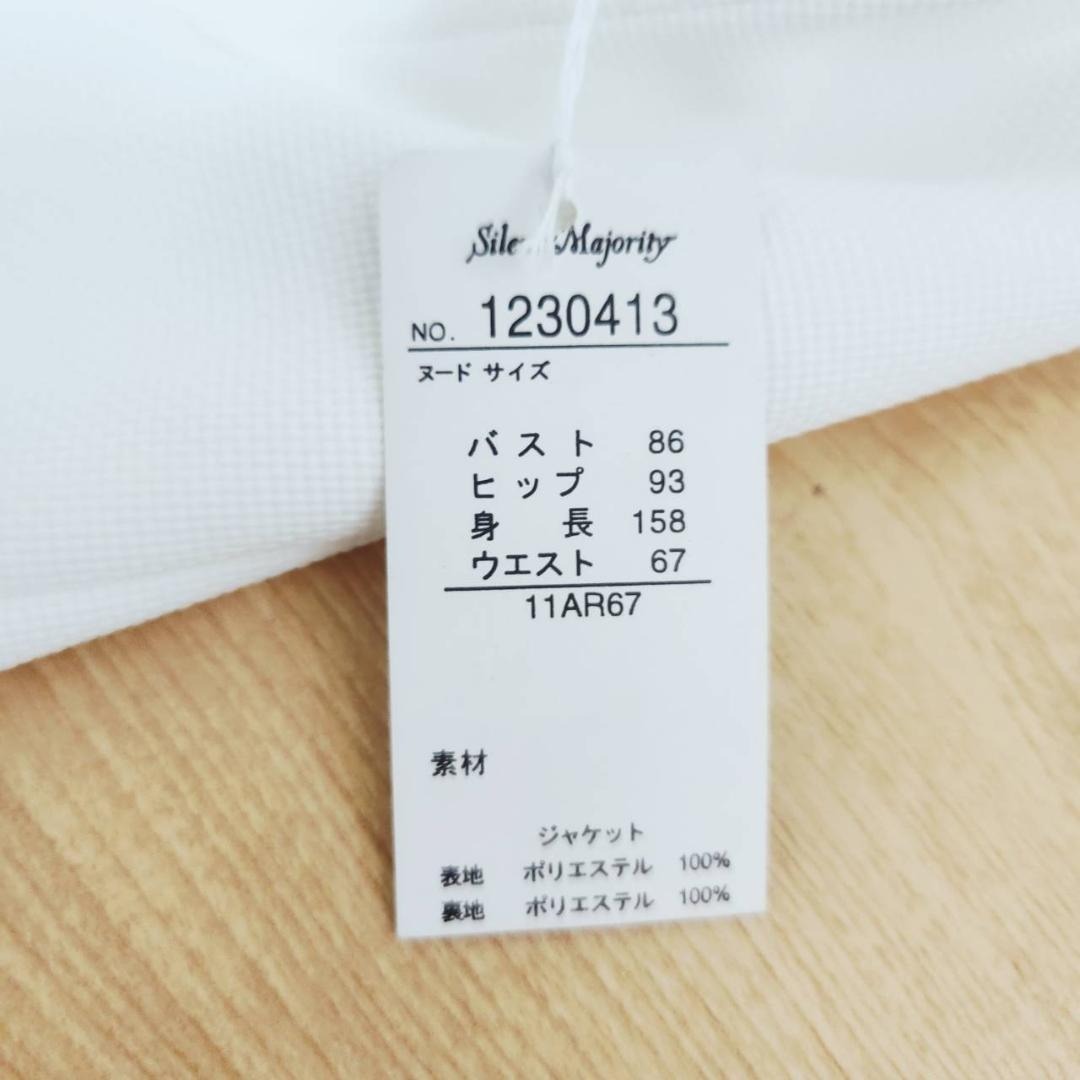 Majority
NO. 1230413
ヌード サイズ
バスト 86
ヒップ 93
身長 158
ウエスト 67
11AR67
素材
ジャケット
表地 ポリエステル 100%
裏地 ポリエステル 100%